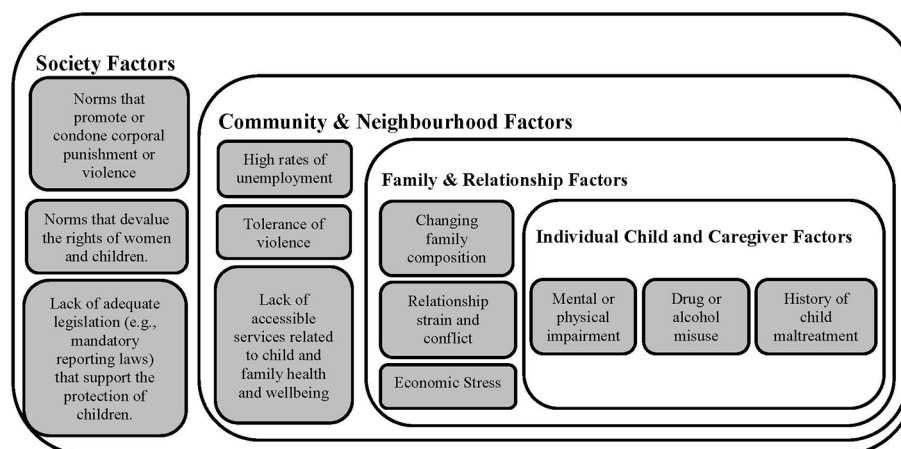 Society Factors
Norms that
promote or
condone corporal
punishment or
violence
Norms that devalue
the rights of women
and children.
Lack of adequate
legislation (e.g.,
mandatory
reporting laws)
that support the
protection of
children.
Community & Neighbourhood Factors
High rates of
unemployment
Tolerance of
violence
Lack of
accessible
services related
to child and
family health
and wellbeing
Family & Relationship Factors
Changing
family
composition
Relationship
strain and
conflict
Economic Stress
Individual Child and Caregiver Factors
Mental or
physical
impairment
Drug or
alcohol
misuse
History of
child
maltreatment